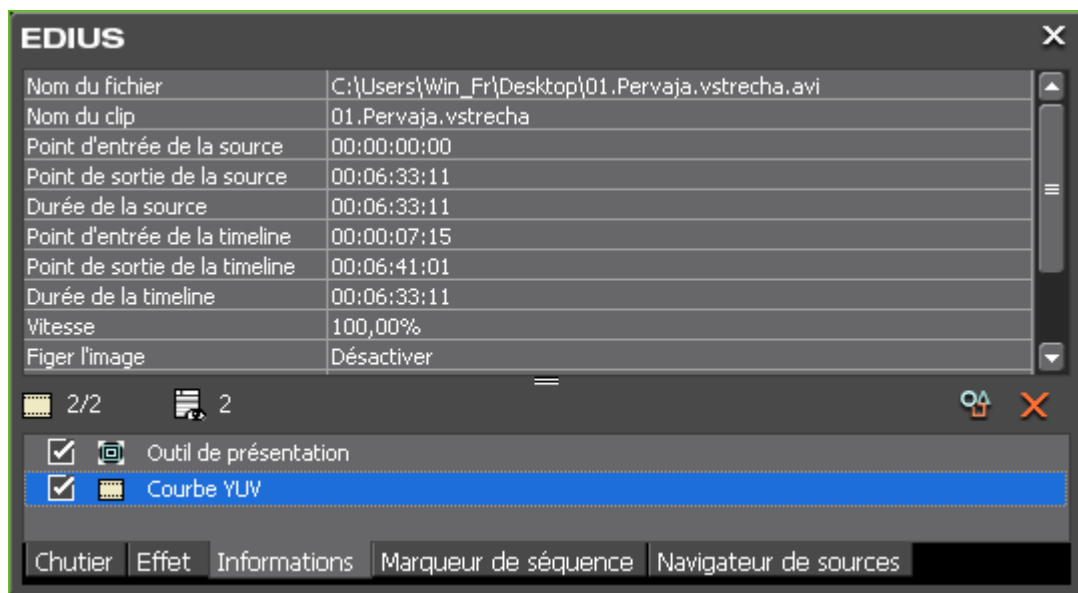 EDIUS
Nom du fichier C:\Users\Win_Fr\Desktop\01.Pervaja.vstrecha.avi
Nom du clip 01.Pervaja.vstrecha
Point d'entrée de la source 00:00:00:00
Point de sortie de la source 00:06:33:11
Durée de la source 00:06:33:11
Point d'entrée de la timeline 00:00:07:15
Point de sortie de la timeline 00:06:41:01
Durée de la timeline 00:06:33:11
Vitesse 100,00%
Figer l'image Désactiver
2/2 2
Outil de présentation
Courbe YUV
Chutier Effet Informations Marqueur de séquence Navigateur de sources